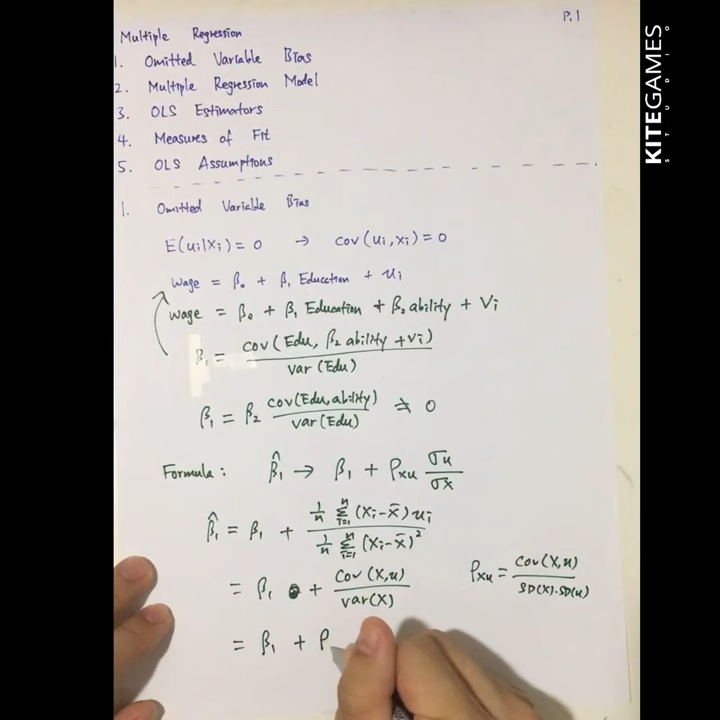 P.1
Multiple Regression
1. Omitted Variable Bias
2. Multiple Regression Model
3. OLS Estimators
4. Measures of Fit
5. OLS Assumptions
1. Omitted Variable Bias
E(ui|Xi) = 0 → cov(ui, xi) = 0
Wage = β₀ + β₁ Education + ui
Wage = β₀ + β₁ Education + β₂ ability + Vi
β₁ = cov(Edu, β₂ ability + Vi) / var(Edu)
β₁ = β₂ cov(Edu, ability) / var(Edu) ≠ 0
Formula: β̂₁ → β₁ + ρxu σu / σx
β̂₁ = β₁ + 1/n Σⁿᵢ₌₁ (Xi - X̄) ui / 1/n Σⁿᵢ₌₁ (Xi - X̄)²
= β₁ + Cov(X,u) / var(X)
ρxu = Cov(X,u) / SD(X)·SD(u)
= β₁ + ρ
KITEGAMES
STUDIO